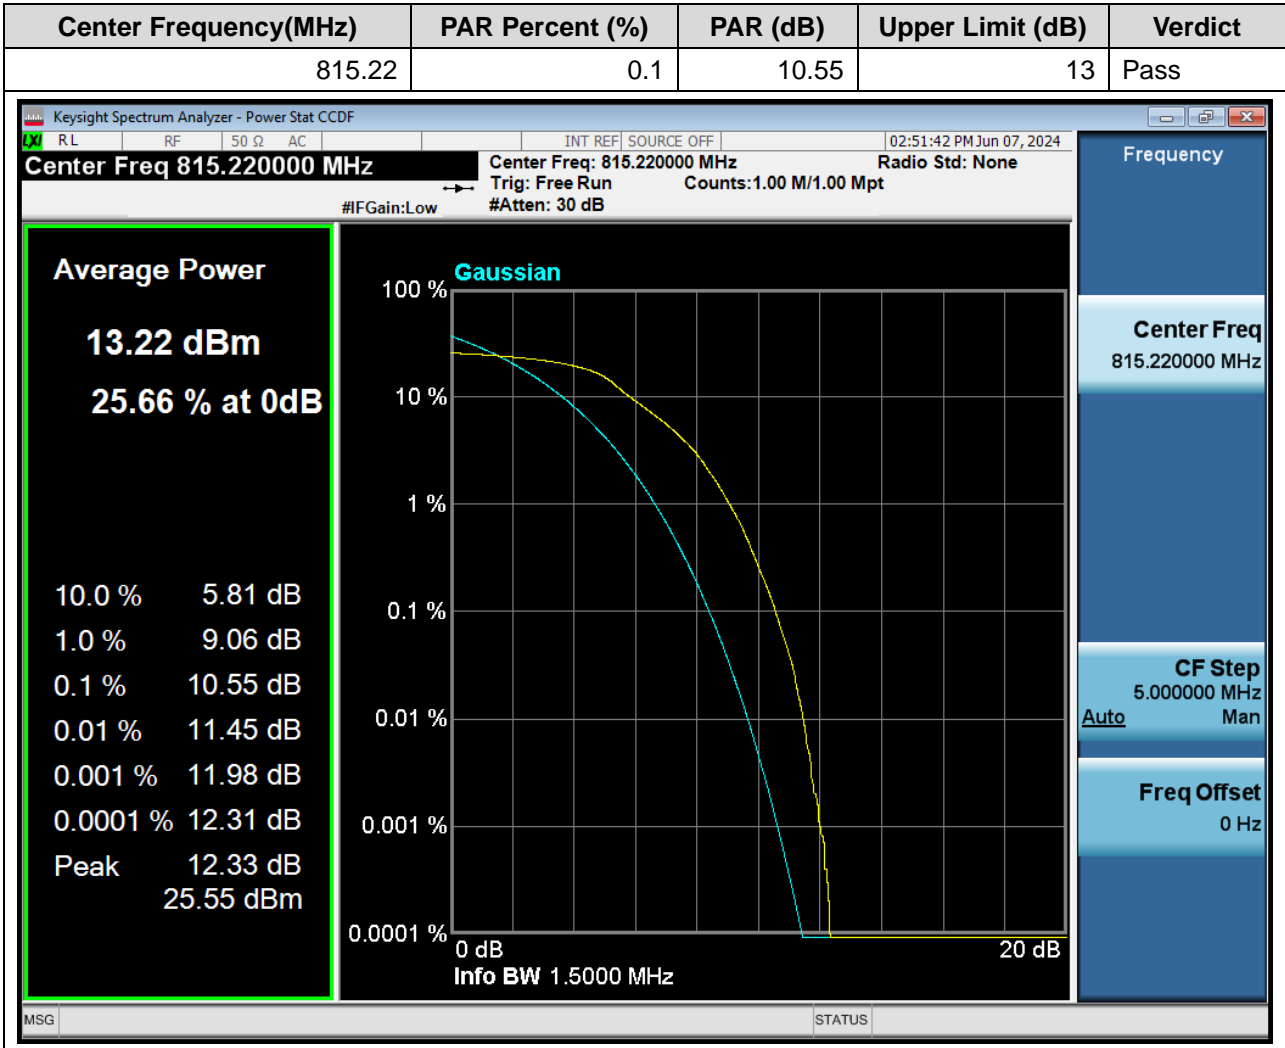 Center Frequency(MHz) PAR Percent (%) PAR (dB) Upper Limit (dB) Verdict
815.22 0.1 10.55 13 Pass
Keysight Spectrum Analyzer - Power Stat CCDF
LXI RL RF 50 Ω AC INT REF SOURCE OFF 02:51:42 PM Jun 07, 2024
Center Freq 815.220000 MHz
Center Freq: 815.220000 MHz Radio Std: None
Trig: Free Run Counts:1.00 M/1.00 Mpt
#IFGain:Low #Atten: 30 dB
Frequency
Average Power
13.22 dBm
25.66 % at 0dB
10.0 % 5.81 dB
1.0 % 9.06 dB
0.1 % 10.55 dB
0.01 % 11.45 dB
0.001 % 11.98 dB
0.0001 % 12.31 dB
Peak 12.33 dB
25.55 dBm
Gaussian
100 %
10 %
1 %
0.1 %
0.01 %
0.001 %
0.0001 %
0 dB 20 dB
Info BW 1.5000 MHz
Center Freq
815.220000 MHz
CF Step
5.000000 MHz
Auto Man
Freq Offset
0 Hz
MSG STATUS